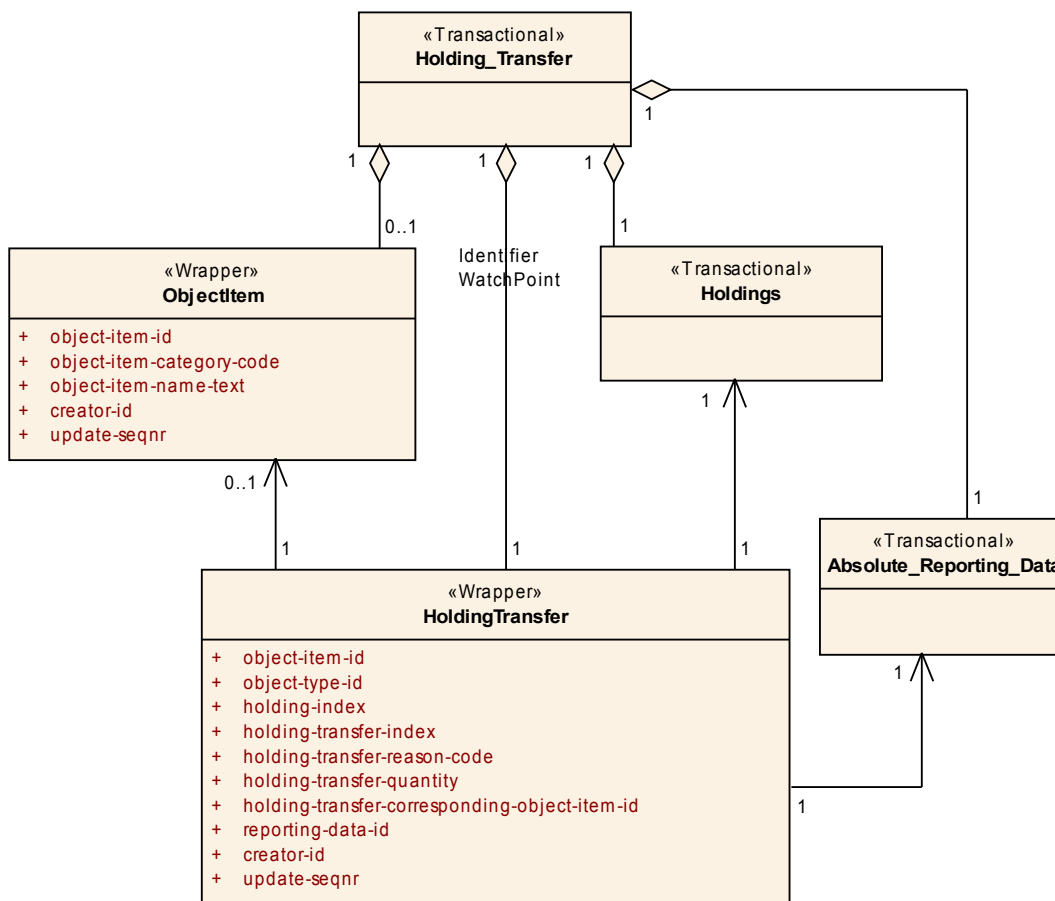 «Transactional»
Holding_Transfer
1
1
1
1
0..1
1
Identifier
WatchPoint
«Wrapper»
ObjectItem
+ object-item-id
+ object-item-category-code
+ object-item-name-text
+ creator-id
+ update-seqnr
«Transactional»
Holdings
0..1
1
1
«Transactional»
Absolute_Reporting_Data
1
1
1
1
«Wrapper»
HoldingTransfer
+ object-item-id
+ object-type-id
+ holding-index
+ holding-transfer-index
+ holding-transfer-reason-code
+ holding-transfer-quantity
+ holding-transfer-corresponding-object-item-id
+ reporting-data-id
+ creator-id
+ update-seqnr
1
1